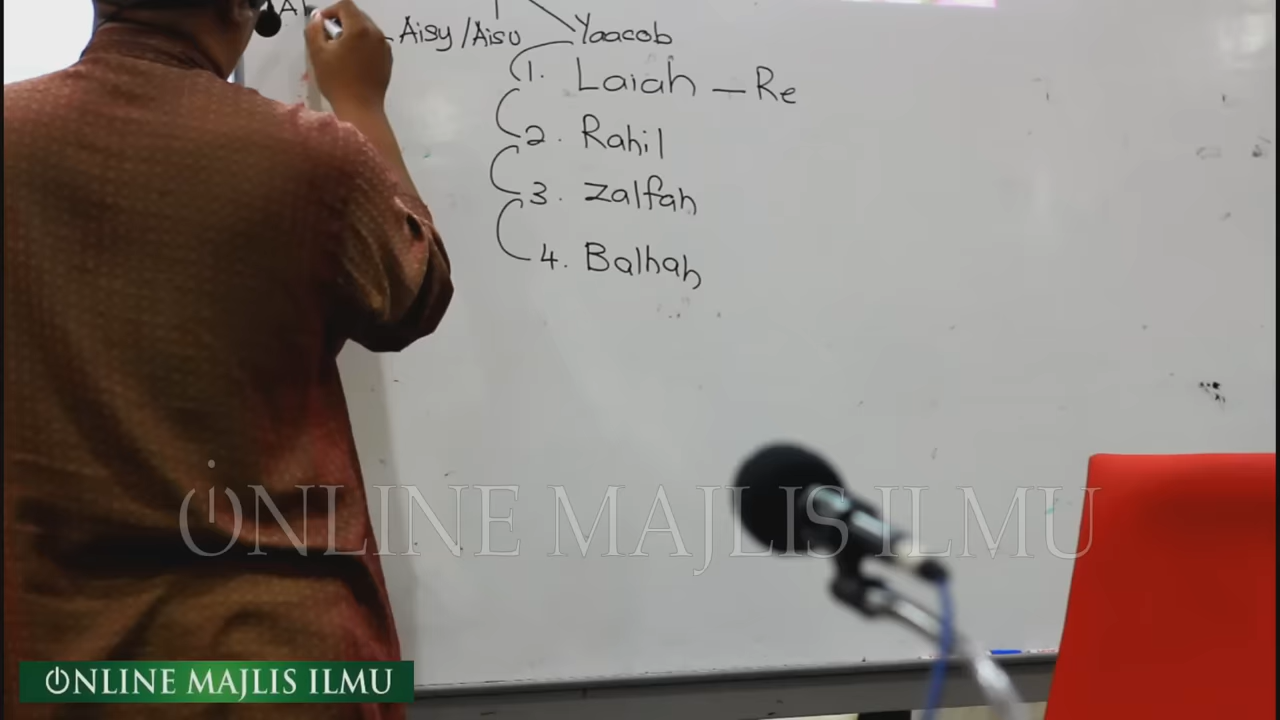 Aisy/Aisu
Yaacob
1. Laiah — Re
2. Rahil
3. Zalfah
4. Balhah
ONLINE MAJLIS ILMU
ONLINE MAJLIS ILMU